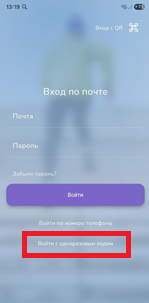 13:19
Вход с QR
Вход по почте
Почта
Пароль
Забыли пароль?
Войти
Войти по номеру телефона
Войти с одноразовым кодом